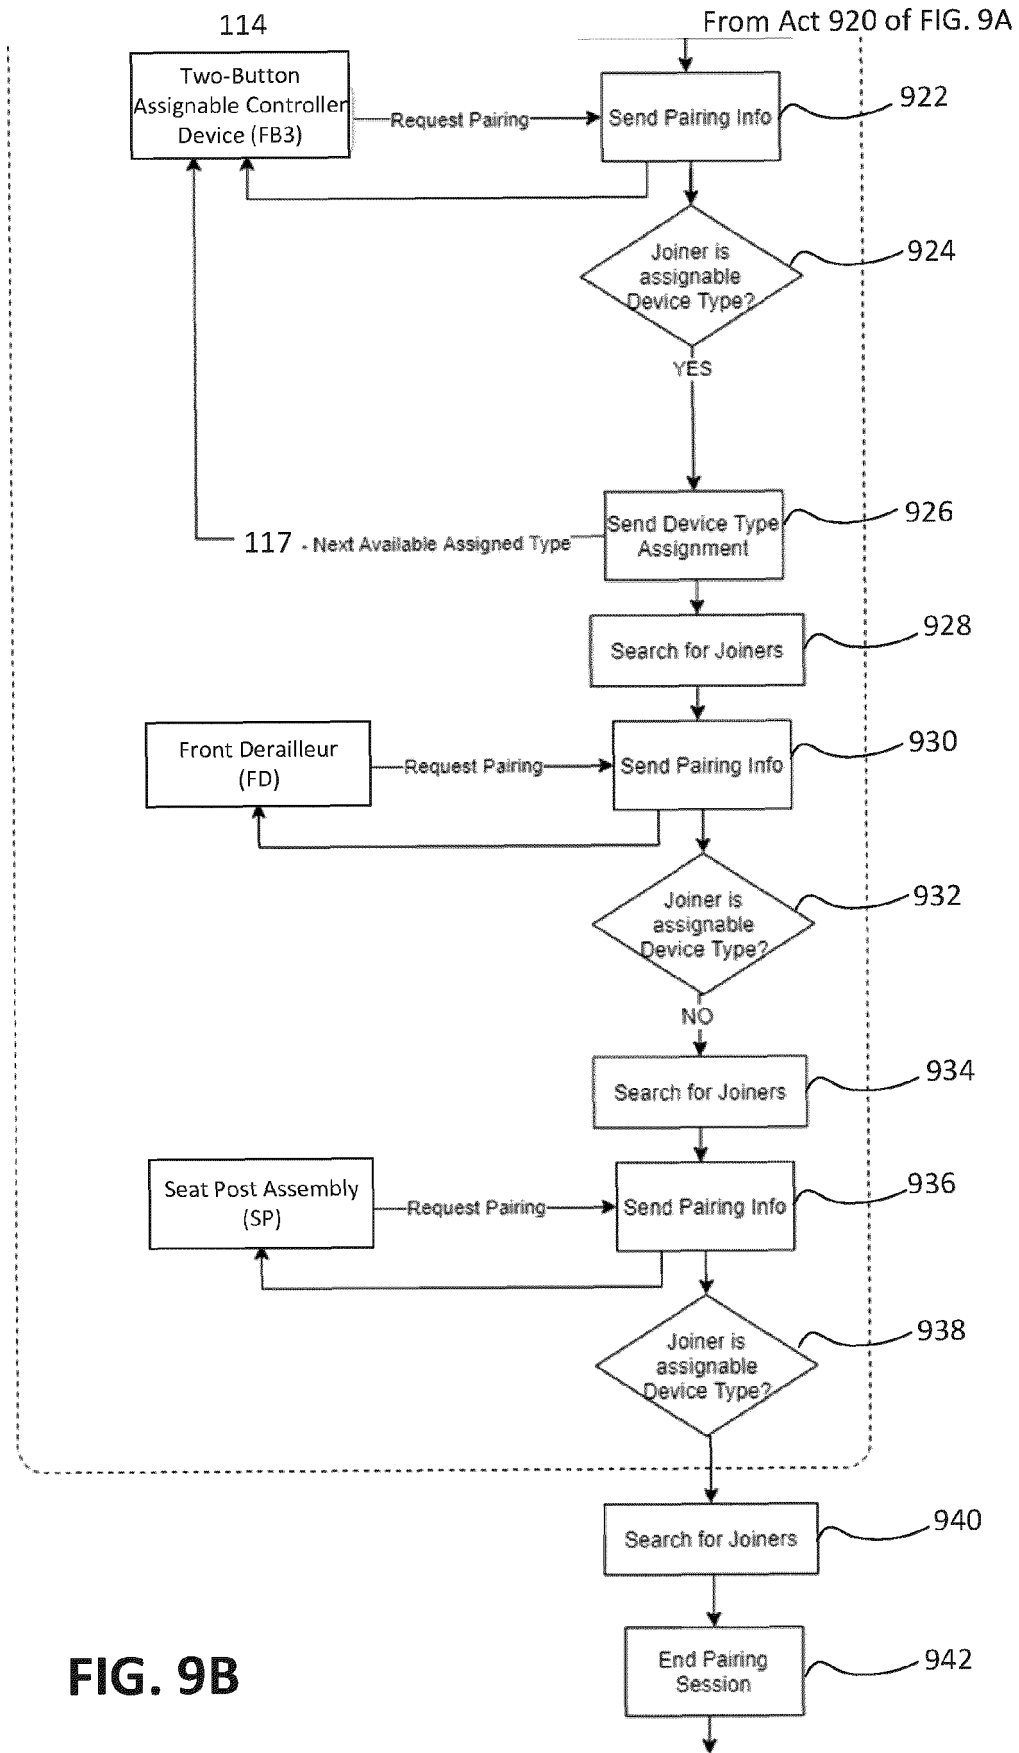 114
From Act 920 of FIG. 9A
Two-Button
Assignable Controller
Device (FB3)
Request Pairing
Send Pairing Info
922
Joiner is
assignable
Device Type?
924
YES
Send Device Type
Assignment
926
117 - Next Available Assigned Type
Search for Joiners
928
Front Derailleur
(FD)
Request Pairing
Send Pairing Info
930
Joiner is
assignable
Device Type?
932
NO
Search for Joiners
934
Seat Post Assembly
(SP)
Request Pairing
Send Pairing Info
936
Joiner is
assignable
Device Type?
938
Search for Joiners
940
End Pairing
Session
942
FIG. 9B